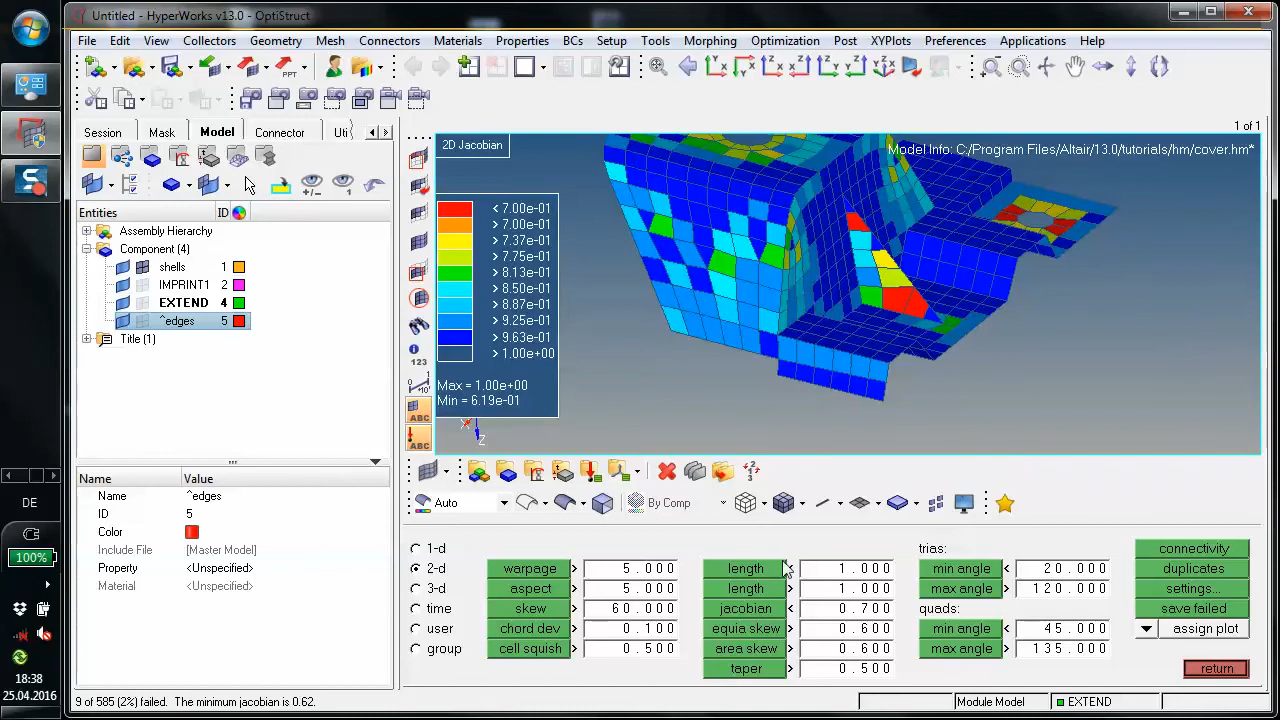 Untitled - HyperWorks v13.0 - OptiStruct
File Edit View Collectors Geometry Mesh Connectors Materials Properties BCs Setup Tools Morphing Optimization Post XYPlots Preferences Applications Help
1 of 1
Session Mask Model Connector Uti
2D Jacobian
Model Info: C:/Program Files/Altair/13.0/tutorials/hm/cover.hm*
Entities ID
Assembly Hierarchy
Component (4)
shells 1
IMPRINT1 2
EXTEND 4
^edges 5
Title (1)
< 7.00e-01
> 7.00e-01
> 7.37e-01
> 7.75e-01
> 8.13e-01
> 8.50e-01
> 8.87e-01
> 9.25e-01
> 9.63e-01
> 1.00e+00
Max = 1.00e+00
Min = 6.19e-01
X
Z
123
ABC
ABC
Name Value
Name ^edges
ID 5
Color
Include File [Master Model]
Property <Unspecified>
Material <Unspecified>
Auto By Comp
1-d
2-d
3-d
time
user
group
warpage > 5.000
aspect > 5.000
skew > 60.000
chord dev > 0.100
cell squish > 0.500
length < 1.000
length > 1.000
jacobian < 0.700
equia skew > 0.600
area skew > 0.600
taper > 0.500
trias:
min angle < 20.000
max angle > 120.000
quads:
min angle < 45.000
max angle > 135.000
connectivity
duplicates
settings...
save failed
assign plot
return
9 of 585 (2%) failed. The minimum jacobian is 0.62.
Module Model EXTEND
DE
100%
18:38
25.04.2016